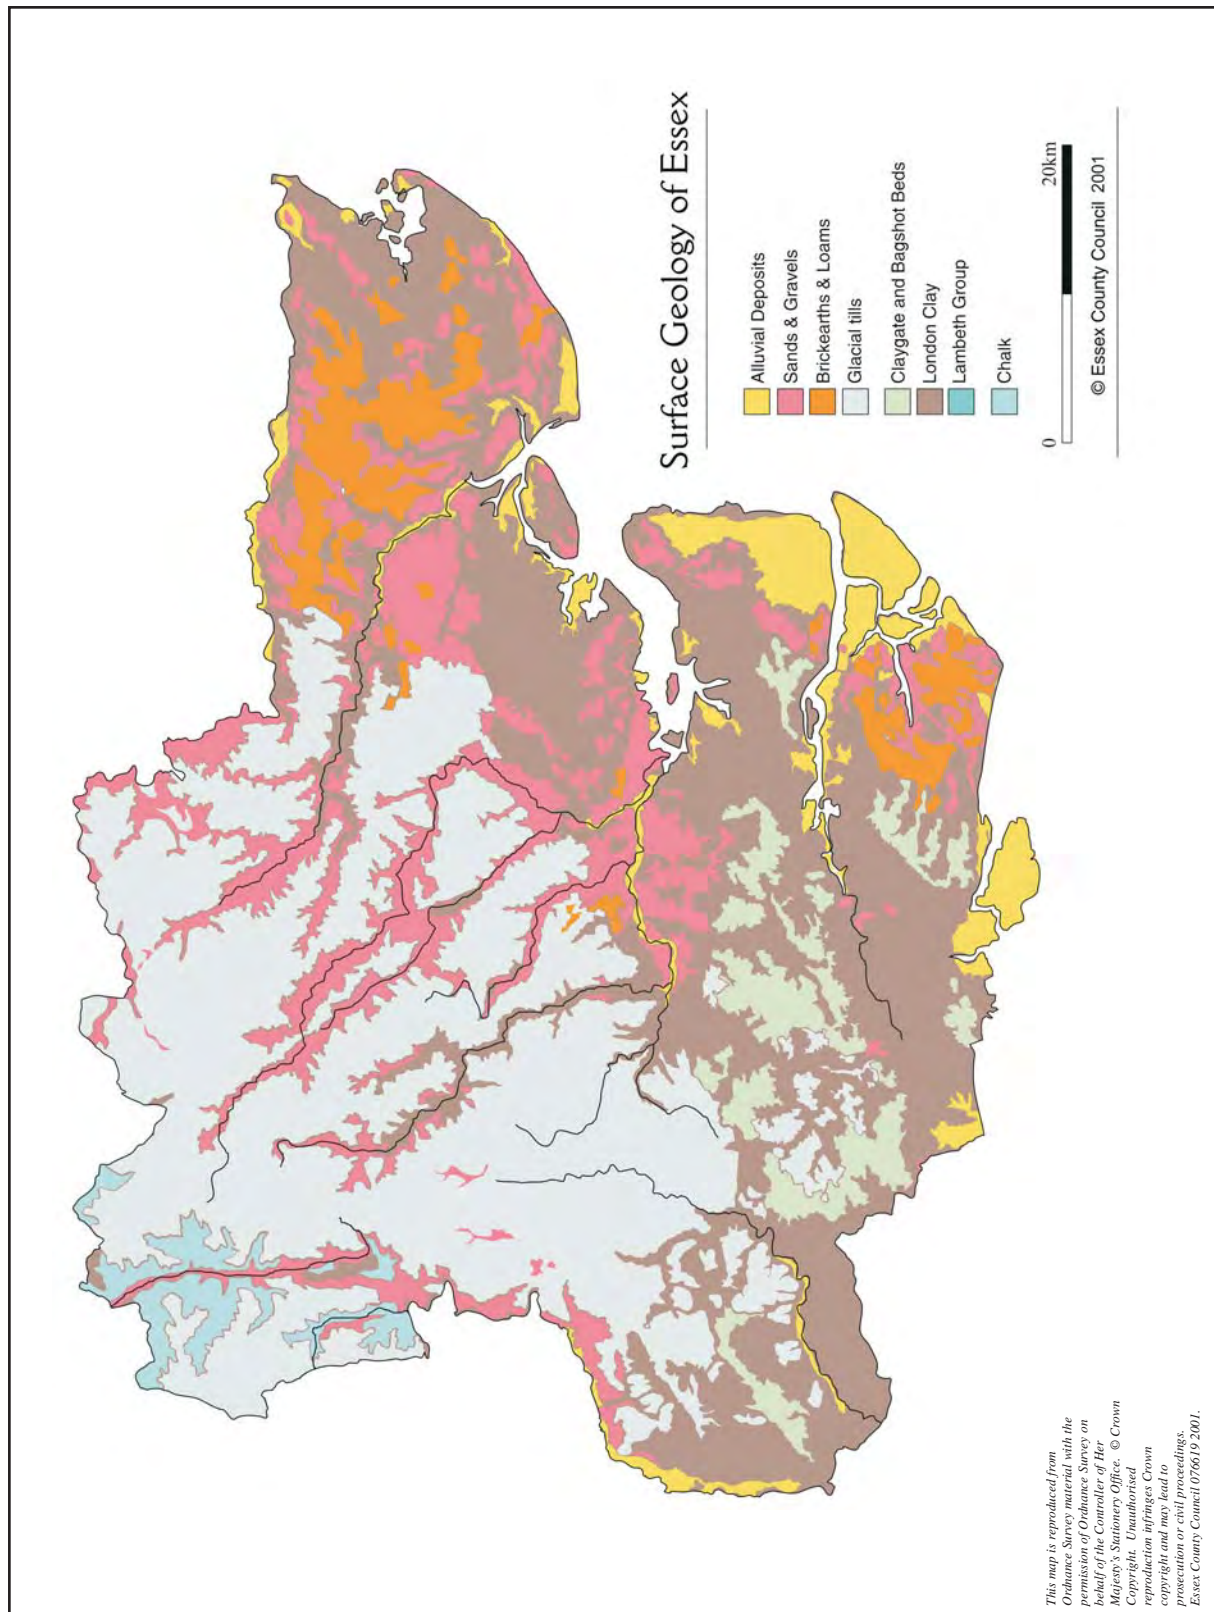 Surface Geology of Essex
Alluvial Deposits
Sands & Gravels
Brickearths & Loams
Glacial tills
Claygate and Bagshot Beds
London Clay
Lambeth Group
Chalk
0 20km
© Essex County Council 2001
This map is reproduced from
Ordnance Survey material with the
permission of Ordnance Survey on
behalf of the Controller of Her
Majesty's Stationery Office. © Crown
Copyright. Unauthorised
reproduction infringes Crown
copyright and may lead to
prosecution or civil proceedings.
Essex County Council 076619 2001.